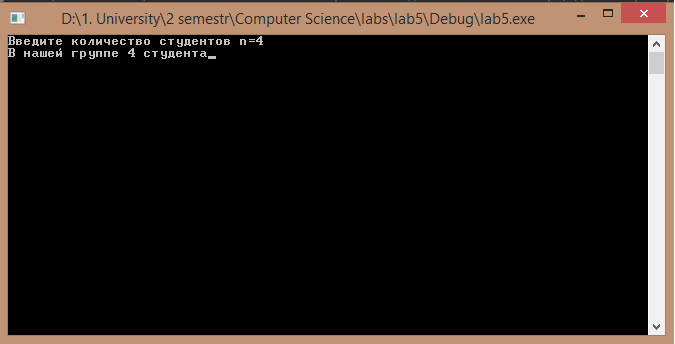 D:\1. University\2 semestr\Computer Science\labs\lab5\Debug\lab5.exe
Введите количество студентов n=4
В нашей группе 4 студента